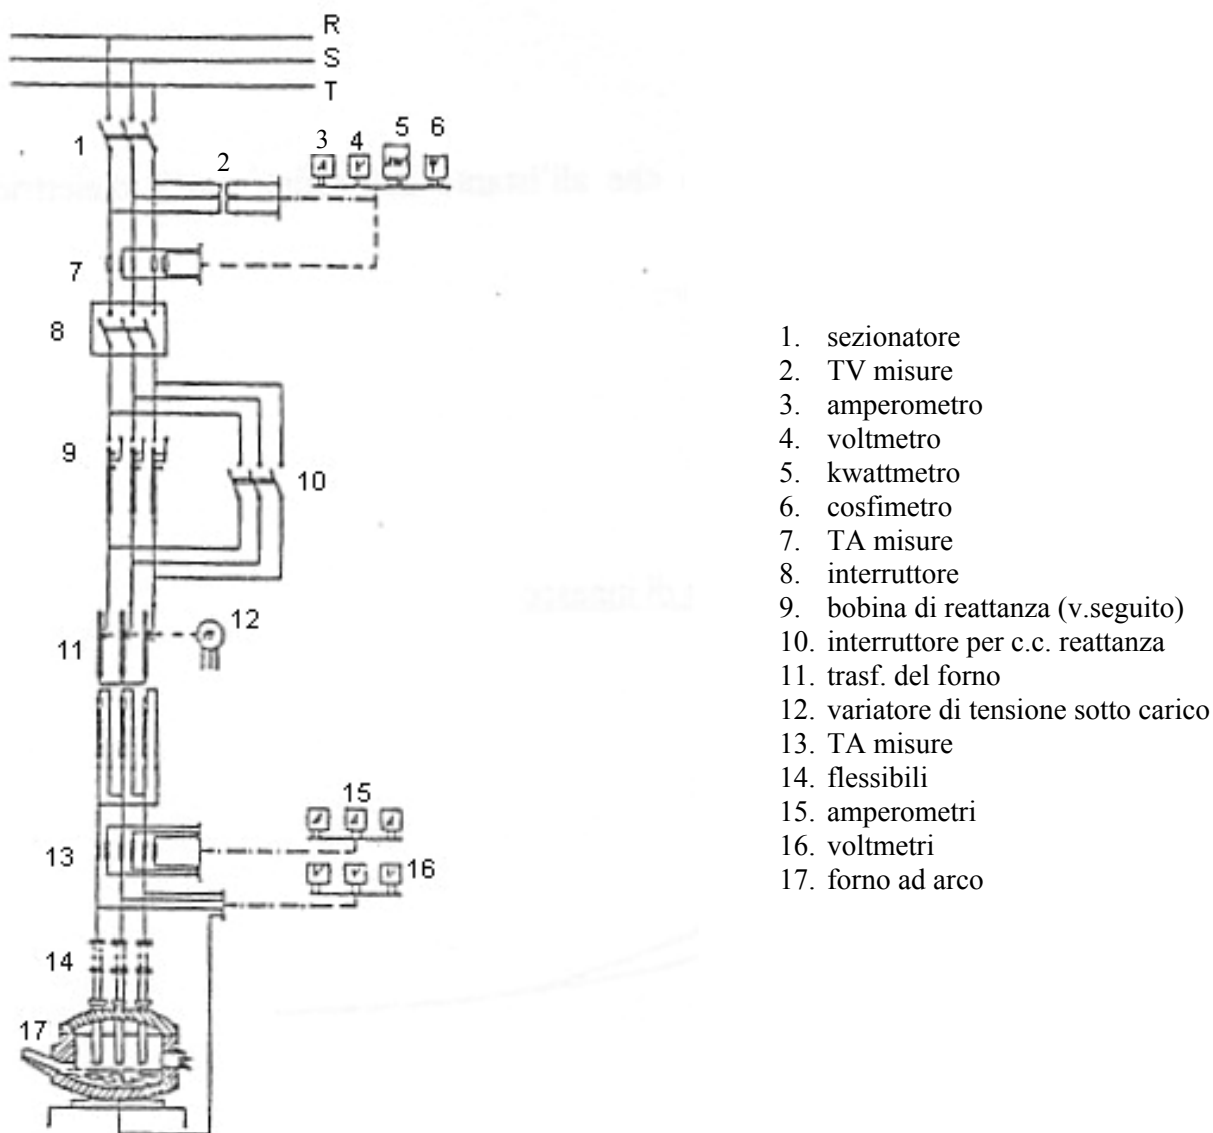 R
S
T
1
2
3
4
5
6
7
8
9
10
11
12
13
14
15
16
17
1. sezionatore
2. TV misure
3. amperometro
4. voltmetro
5. kwattmetro
6. cosfimetro
7. TA misure
8. interruttore
9. bobina di reattanza (v.seguito)
10. interruttore per c.c. reattanza
11. trasf. del forno
12. variatore di tensione sotto carico
13. TA misure
14. flessibili
15. amperometri
16. voltmetri
17. forno ad arco